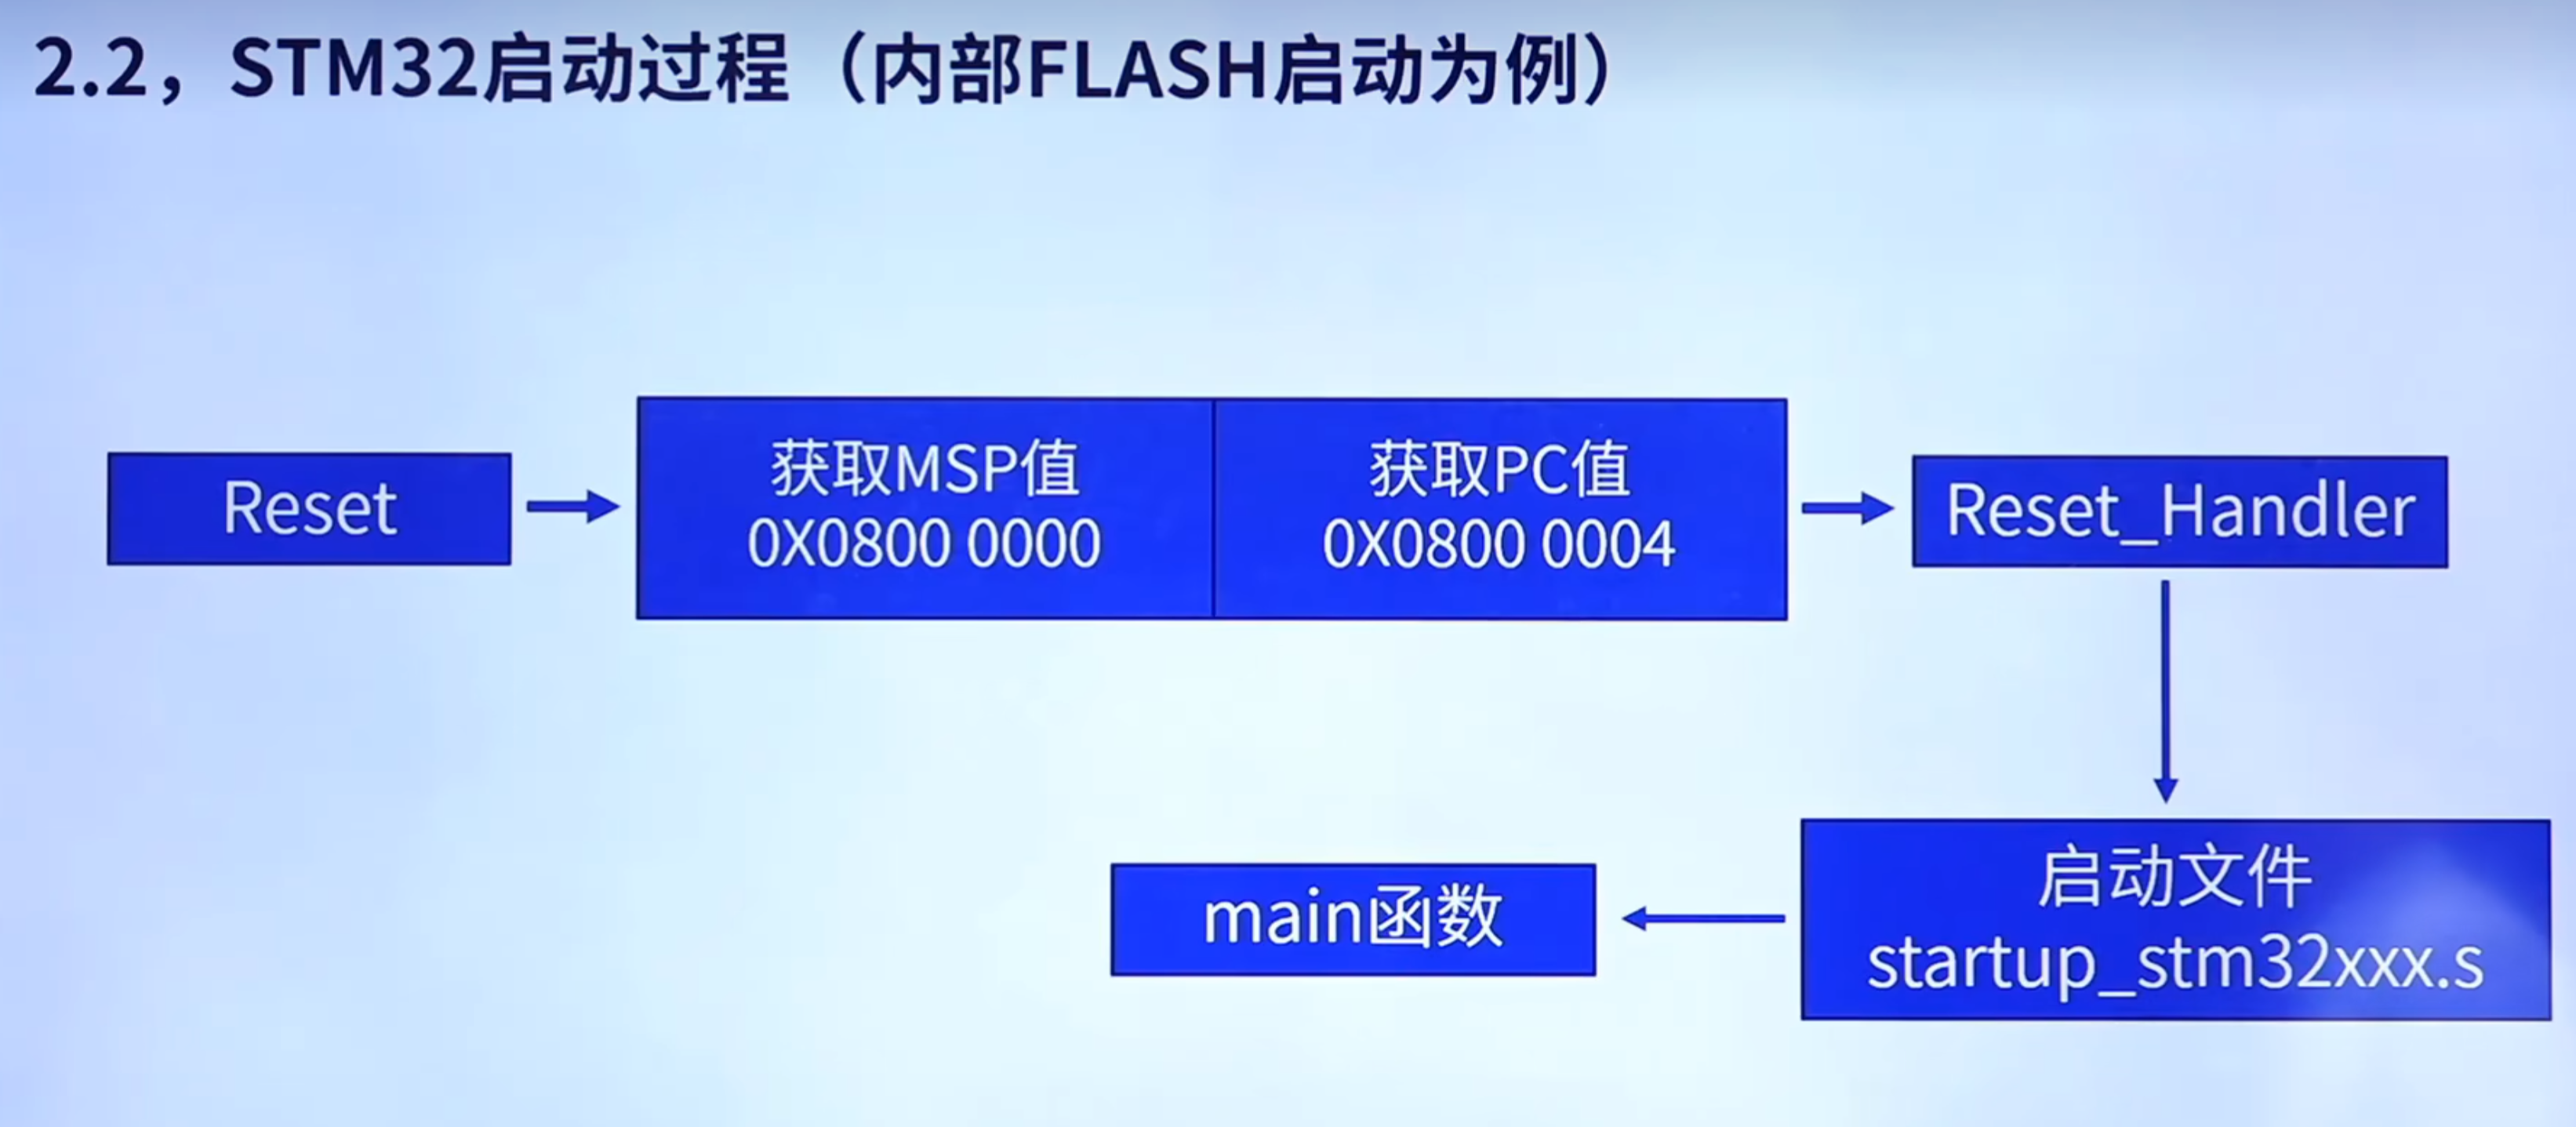 2.2，STM32启动过程（内部FLASH启动为例）
Reset
获取MSP值
0X0800 0000
获取PC值
0X0800 0004
Reset_Handler
启动文件
startup_stm32xxx.s
main函数